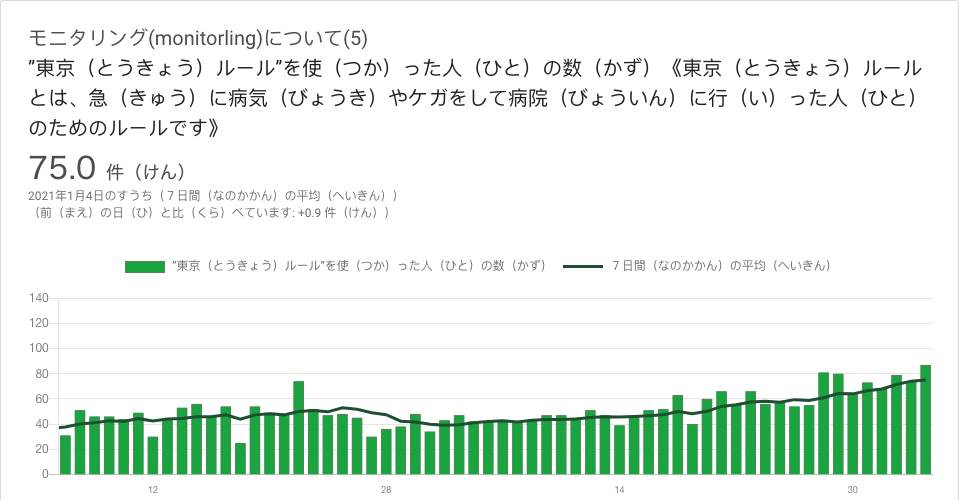 モニタリング(monitorling)について(5)
”東京（とうきょう）ルール”を使（つか）った人（ひと）の数（かず）《東京（とうきょう）ルール
とは、急（きゅう）に病気（びょうき）やケガをして病院（びょういん）に行（い）った人（ひと）
のためのルールです》
75.0 件（けん）
2021年1月4日のすうち（７日間（なのかかん）の平均（へいきん））
（前（まえ）の日（ひ）と比（くら）べています: +0.9 件（けん））
”東京（とうきょう）ルール”を使（つか）った人（ひと）の数（かず） ７日間（なのかかん）の平均（へいきん）
140
120
100
80
60
40
20
0
12 28 14 30